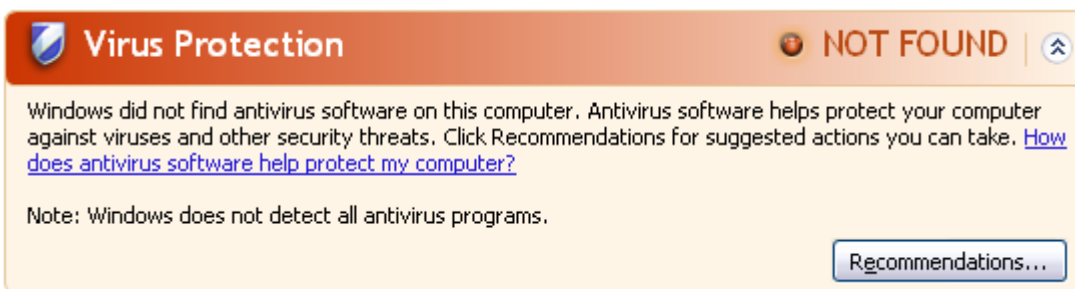 Virus Protection
NOT FOUND
Windows did not find antivirus software on this computer. Antivirus software helps protect your computer
against viruses and other security threats. Click Recommendations for suggested actions you can take. How
does antivirus software help protect my computer?
Note: Windows does not detect all antivirus programs.
Recommendations...